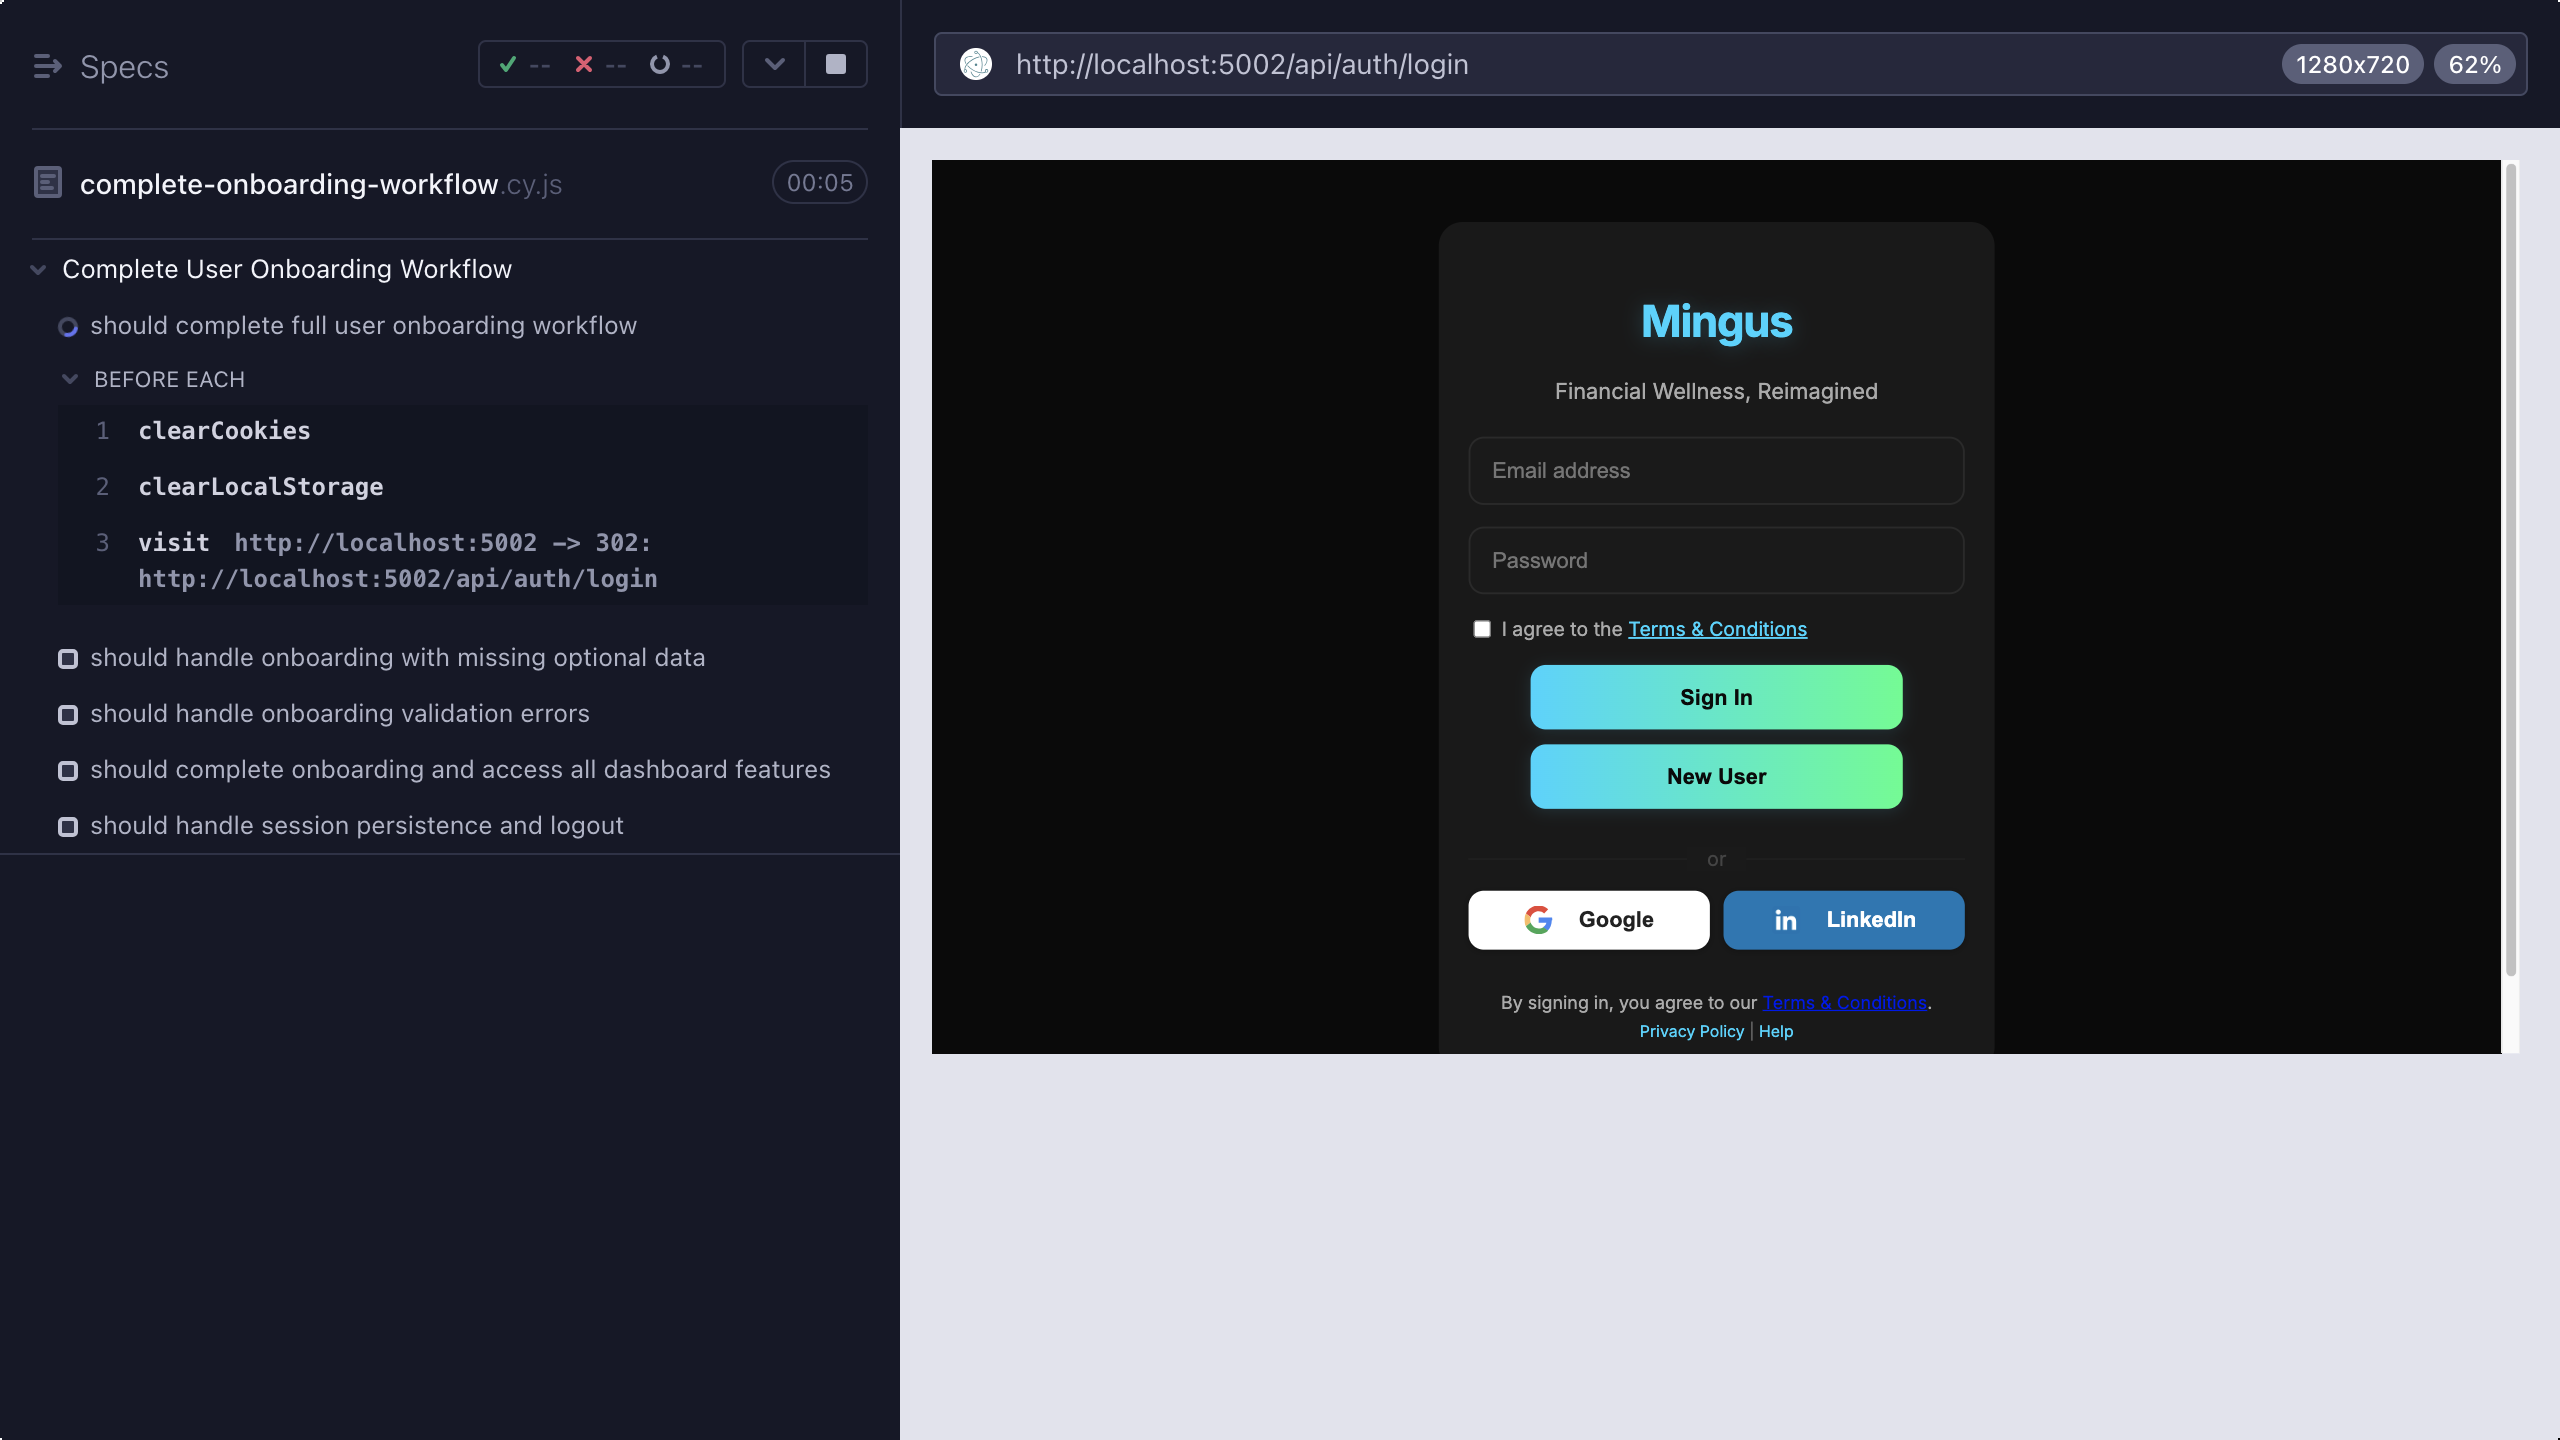 Specs
--
--
--
complete-onboarding-workflow.cy.js
00:05
Complete User Onboarding Workflow
should complete full user onboarding workflow
BEFORE EACH
1 clearCookies
2 clearLocalStorage
3 visit http://localhost:5002 -> 302:
http://localhost:5002/api/auth/login
should handle onboarding with missing optional data
should handle onboarding validation errors
should complete onboarding and access all dashboard features
should handle session persistence and logout
http://localhost:5002/api/auth/login
1280x720
62%
Mingus
Financial Wellness, Reimagined
Email address
Password
I agree to the Terms & Conditions
Sign In
New User
or
Google
in LinkedIn
By signing in, you agree to our Terms & Conditions.
Privacy Policy | Help